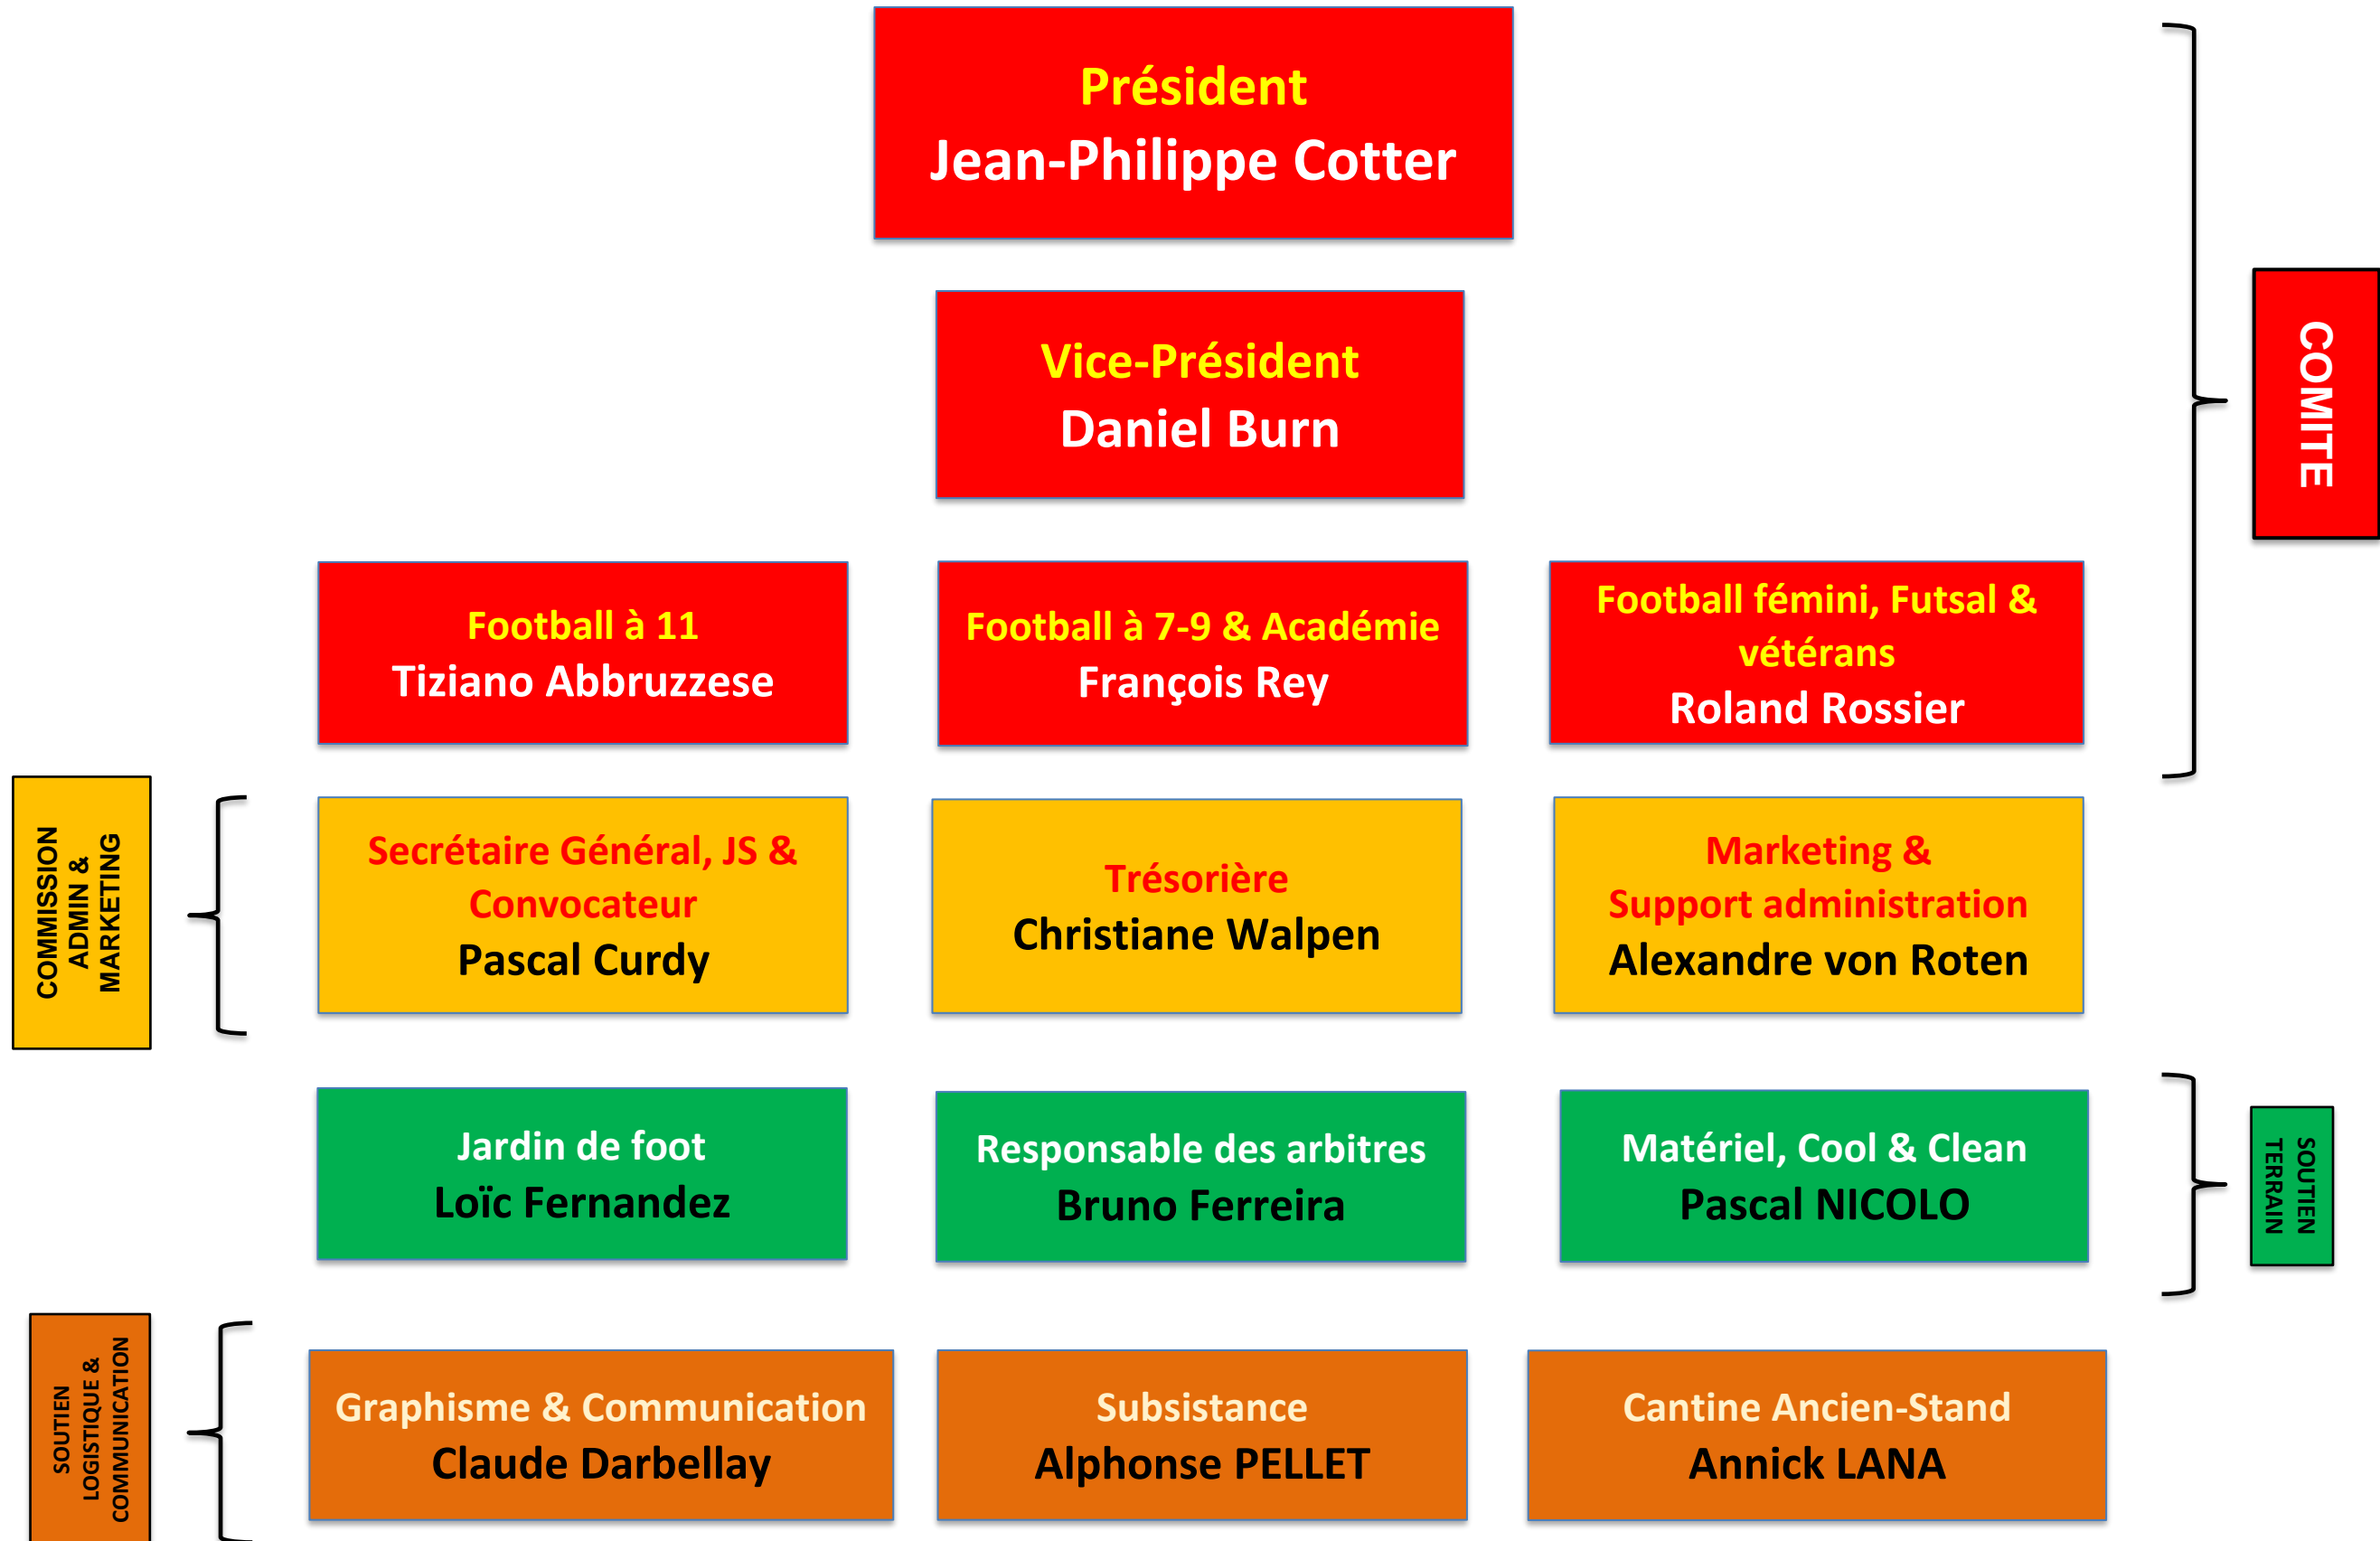 Président
Jean-Philippe Cotter
Vice-Président
Daniel Burn
COMITE
Football à 11
Tiziano Abbruzzese
Football à 7-9 & Académie
François Rey
Football fémini, Futsal &
vétérans
Roland Rossier
COMMISSION
ADMIN &
MARKETING
Secrétaire Général, JS &
Convocateur
Pascal Curdy
Trésorière
Christiane Walpen
Marketing &
Support administration
Alexandre von Roten
Jardin de foot
Loïc Fernandez
Responsable des arbitres
Bruno Ferreira
Matériel, Cool & Clean
Pascal NICOLO
SOUTIEN
TERRAIN
SOUTIEN
LOGISTIQUE &
COMMUNICATION
Graphisme & Communication
Claude Darbellay
Subsistance
Alphonse PELLET
Cantine Ancien-Stand
Annick LANA